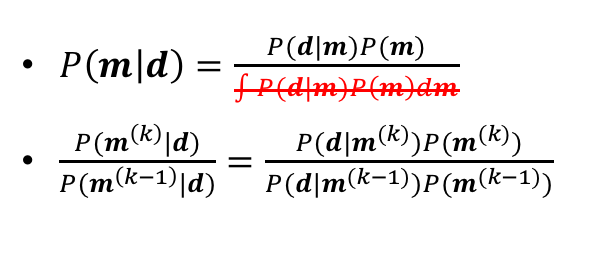 • P(m|d) = P(d|m)P(m) / ∫ P(d|m)P(m)dm
• P(m^(k)|d) / P(m^(k−1)|d) = P(d|m^(k))P(m^(k)) / P(d|m^(k−1))P(m^(k−1))